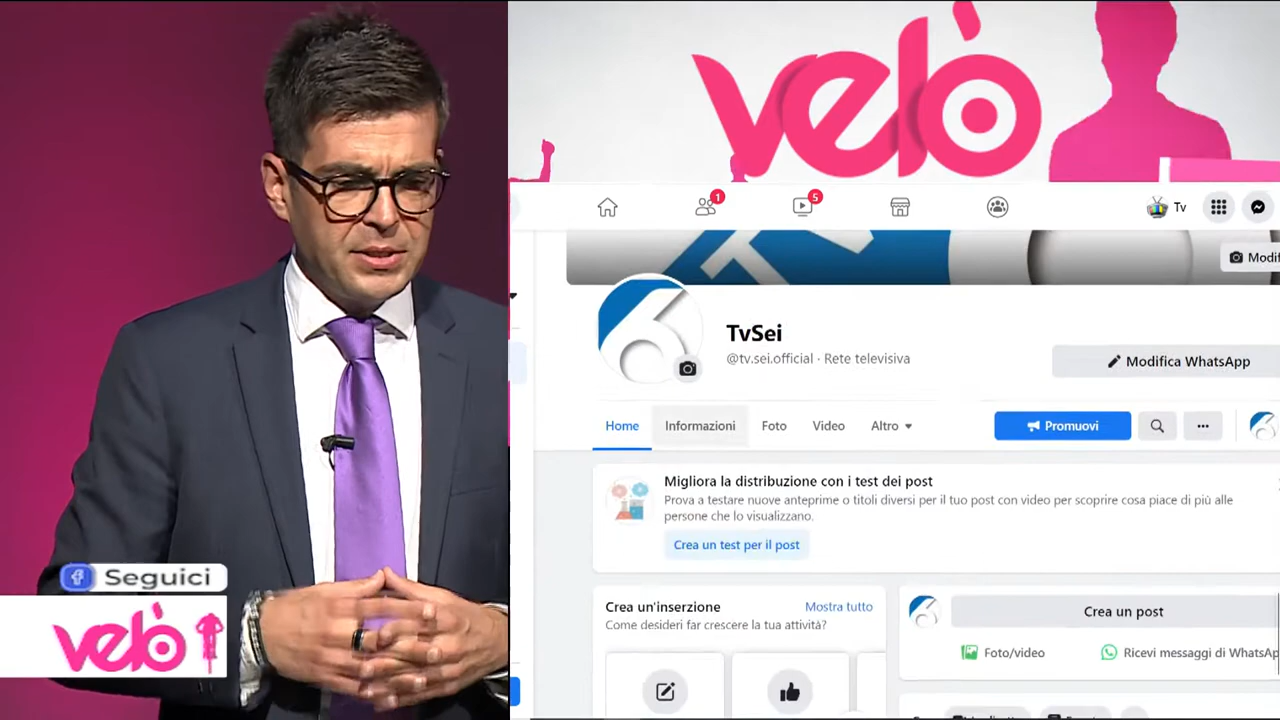 velò
1
5
Tv
Modif
TvSei
@tv.sei.official · Rete televisiva
Modifica WhatsApp
Home
Informazioni
Foto
Video
Altro
Promuovi
Migliora la distribuzione con i test dei post
Prova a testare nuove anteprime o titoli diversi per il tuo post con video per scoprire cosa piace di più alle
persone che lo visualizzano.
Crea un test per il post
Crea un'inserzione
Mostra tutto
Come desideri far crescere la tua attività?
Crea un post
Foto/video
Ricevi messaggi di WhatsAp
Seguici
velò